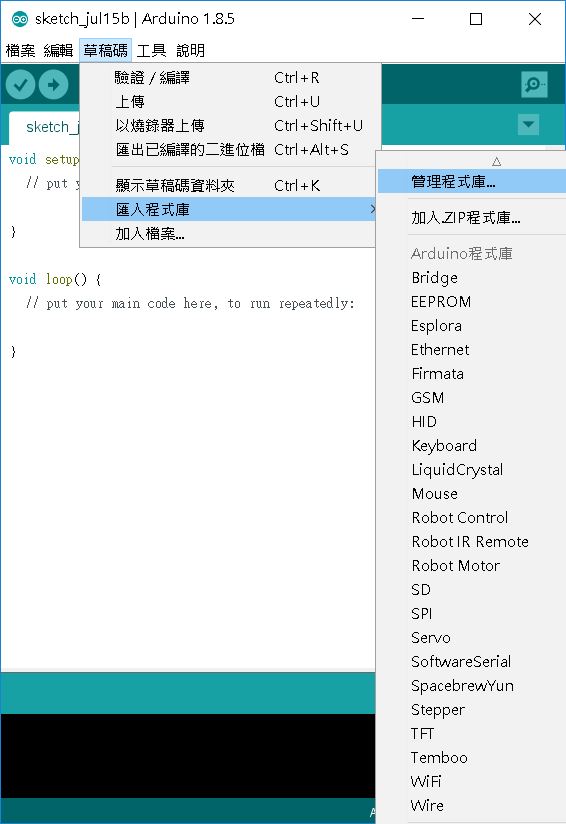 sketch_jul15b | Arduino 1.8.5
檔案 編輯 草稿碼 工具 說明
驗證 / 編譯 Ctrl+R
上傳 Ctrl+U
以燒錄器上傳 Ctrl+Shift+U
匯出已編譯的二進位檔 Ctrl+Alt+S
顯示草稿碼資料夾 Ctrl+K
匯入程式庫
加入檔案...
管理程式庫...
加入.ZIP程式庫...
Arduino程式庫
Bridge
EEPROM
Esplora
Ethernet
Firmata
GSM
HID
Keyboard
LiquidCrystal
Mouse
Robot Control
Robot IR Remote
Robot Motor
SD
SPI
Servo
SoftwareSerial
SpacebrewYun
Stepper
TFT
Temboo
WiFi
Wire
sketch_j
void setup
// put y
}
void loop() {
// put your main code here, to run repeatedly:
}